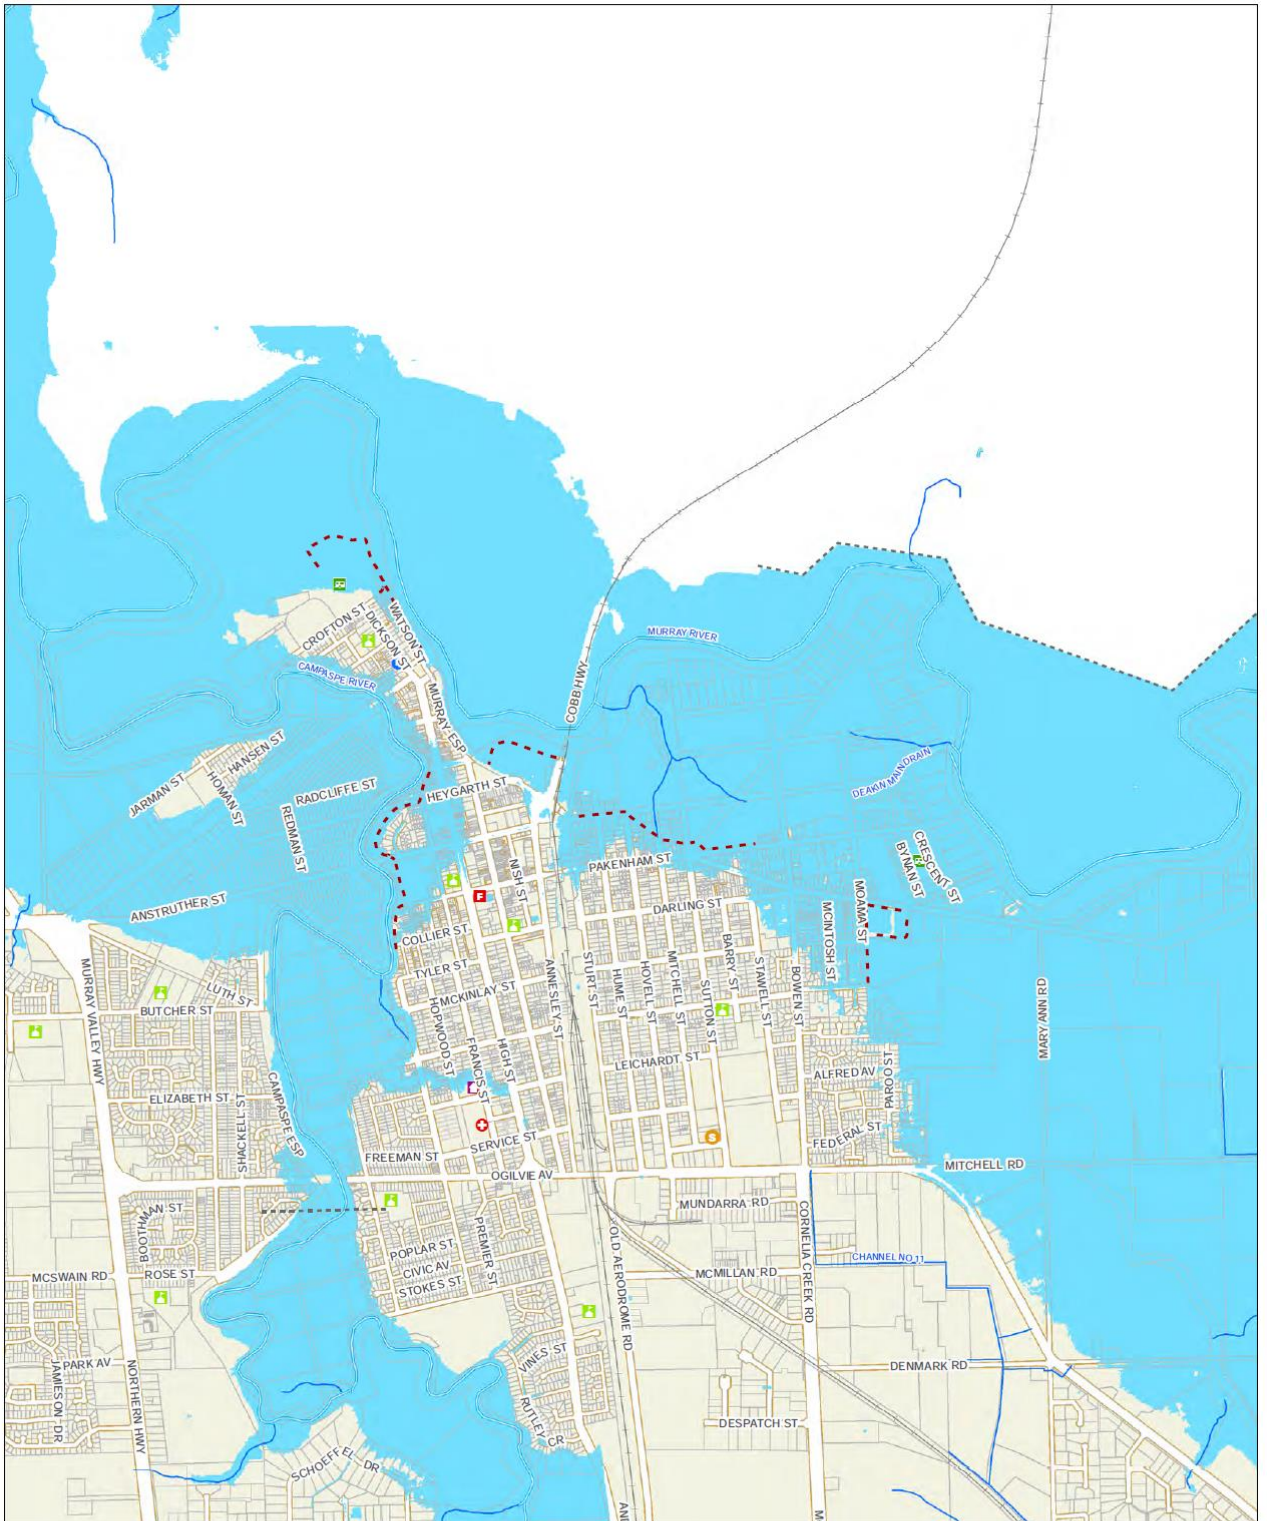 CROFTON ST
DICKSON ST
WATSON ST
MURRAY RIVER
CAMPASPE RIVER
COBB HWY
MURRAY ESP
HANSEN ST
JARMAN ST
HOMAN ST
RADCLIFFE ST
HEYGARTH ST
DEAKIN MAIN DRAIN
REDMAN ST
CRESCENT ST
BYNAN ST
PAKENHAM ST
NISH ST
ANSTRUTHER ST
DARLING ST
MOAMA ST
MCINTOSH ST
COLLIER ST
BARRY ST
TYLER ST
STURT ST
HUME ST
HOVELL ST
MITCHELL ST
SUTTON ST
STAWELL ST
BOWEN ST
ANNESLEY ST
LUTH ST
MCKINLAY ST
HOPWOOD ST
BUTCHER ST
MURRAY VALLEY HWY
MARY ANN RD
FRANCIS ST
HIGH ST
LEICHARDT ST
ALFRED AV
PARORO ST
ELIZABETH ST
SHACKELL ST
CAMPASPE ESP
FEDERAL ST
SERVICE ST
FREEMAN ST
OGILVIE AV
MITCHELL RD
BOOTHMAN ST
MUNDARRA RD
CORNELIA CREEK RD
OLD AERODROME RD
PREMIER ST
POPLAR ST
CIVIC AV
STOKES ST
CHANNEL NO 11
MCSWAIN RD
ROSE ST
MCMILLAN RD
VINES ST
PARK AV
JAMIESON DR
NORTHERN HWY
DENMARK RD
RUTLEY CR
DESPATCH ST
SCHOEFFEL DR